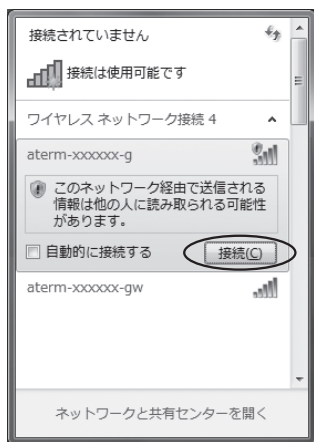 接続されていません
接続は使用可能です
ワイヤレス ネットワーク接続 4
aterm-xxxxxx-g
このネットワーク経由で送信される
情報は他の人に読み取られる可能性
があります。
自動的に接続する
接続(C)
aterm-xxxxxx-gw
ネットワークと共有センターを開く